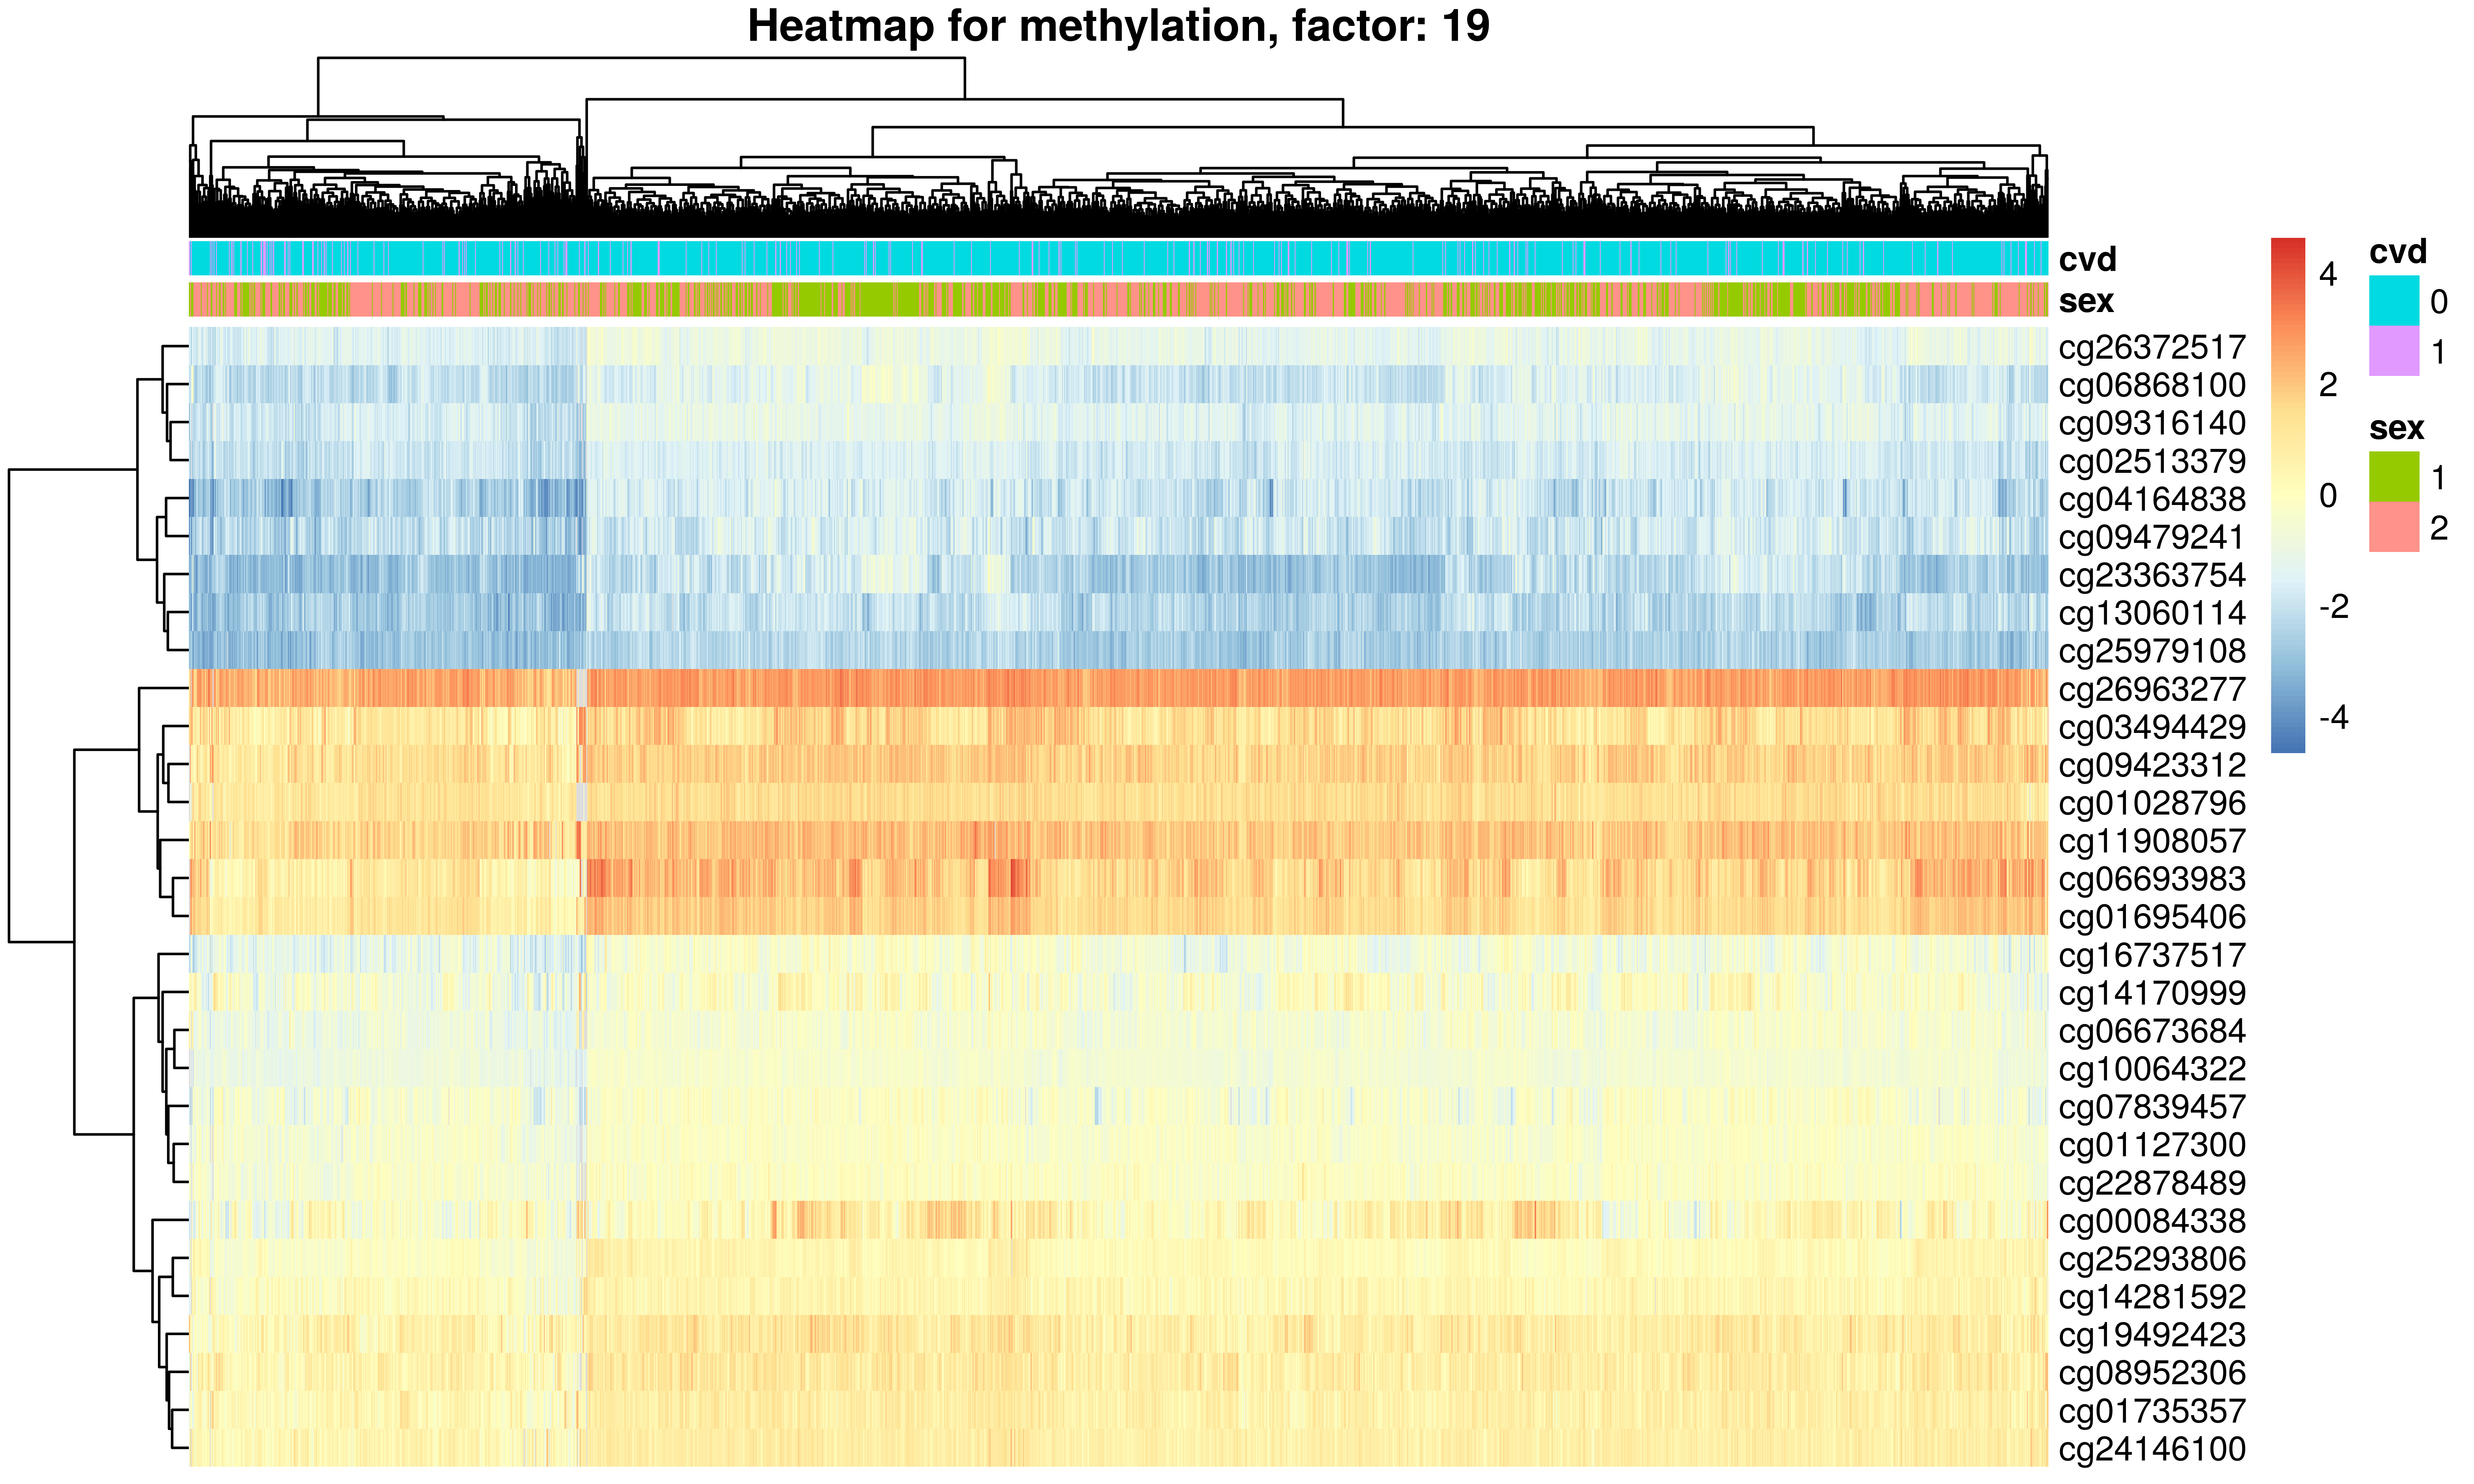 Heatmap for methylation, factor: 19
cvd
sex
cg26372517
cg06868100
cg09316140
cg02513379
cg04164838
cg09479241
cg23363754
cg13060114
cg25979108
cg26963277
cg03494429
cg09423312
cg01028796
cg11908057
cg06693983
cg01695406
cg16737517
cg14170999
cg06673684
cg10064322
cg07839457
cg01127300
cg22878489
cg00084338
cg25293806
cg14281592
cg19492423
cg08952306
cg01735357
cg24146100
4
2
0
-2
-4
cvd
0
1
sex
1
2